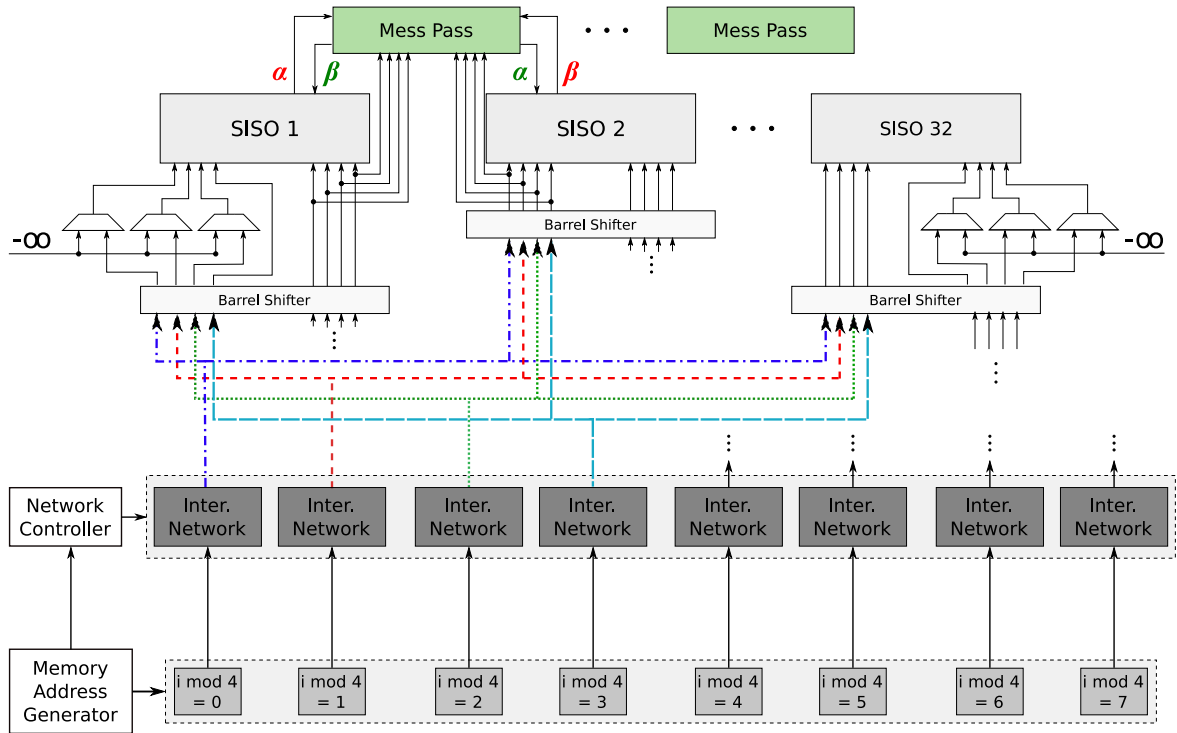 Mess Pass
. . .
Mess Pass
α
β
α
β
SISO 1
SISO 2
. . .
SISO 32
-∞
-∞
Barrel Shifter
Barrel Shifter
Barrel Shifter
Network
Controller
Inter.
Network
Inter.
Network
Inter.
Network
Inter.
Network
Inter.
Network
Inter.
Network
Inter.
Network
Inter.
Network
Memory
Address
Generator
i mod 4
= 0
i mod 4
= 1
i mod 4
= 2
i mod 4
= 3
i mod 4
= 4
i mod 4
= 5
i mod 4
= 6
i mod 4
= 7